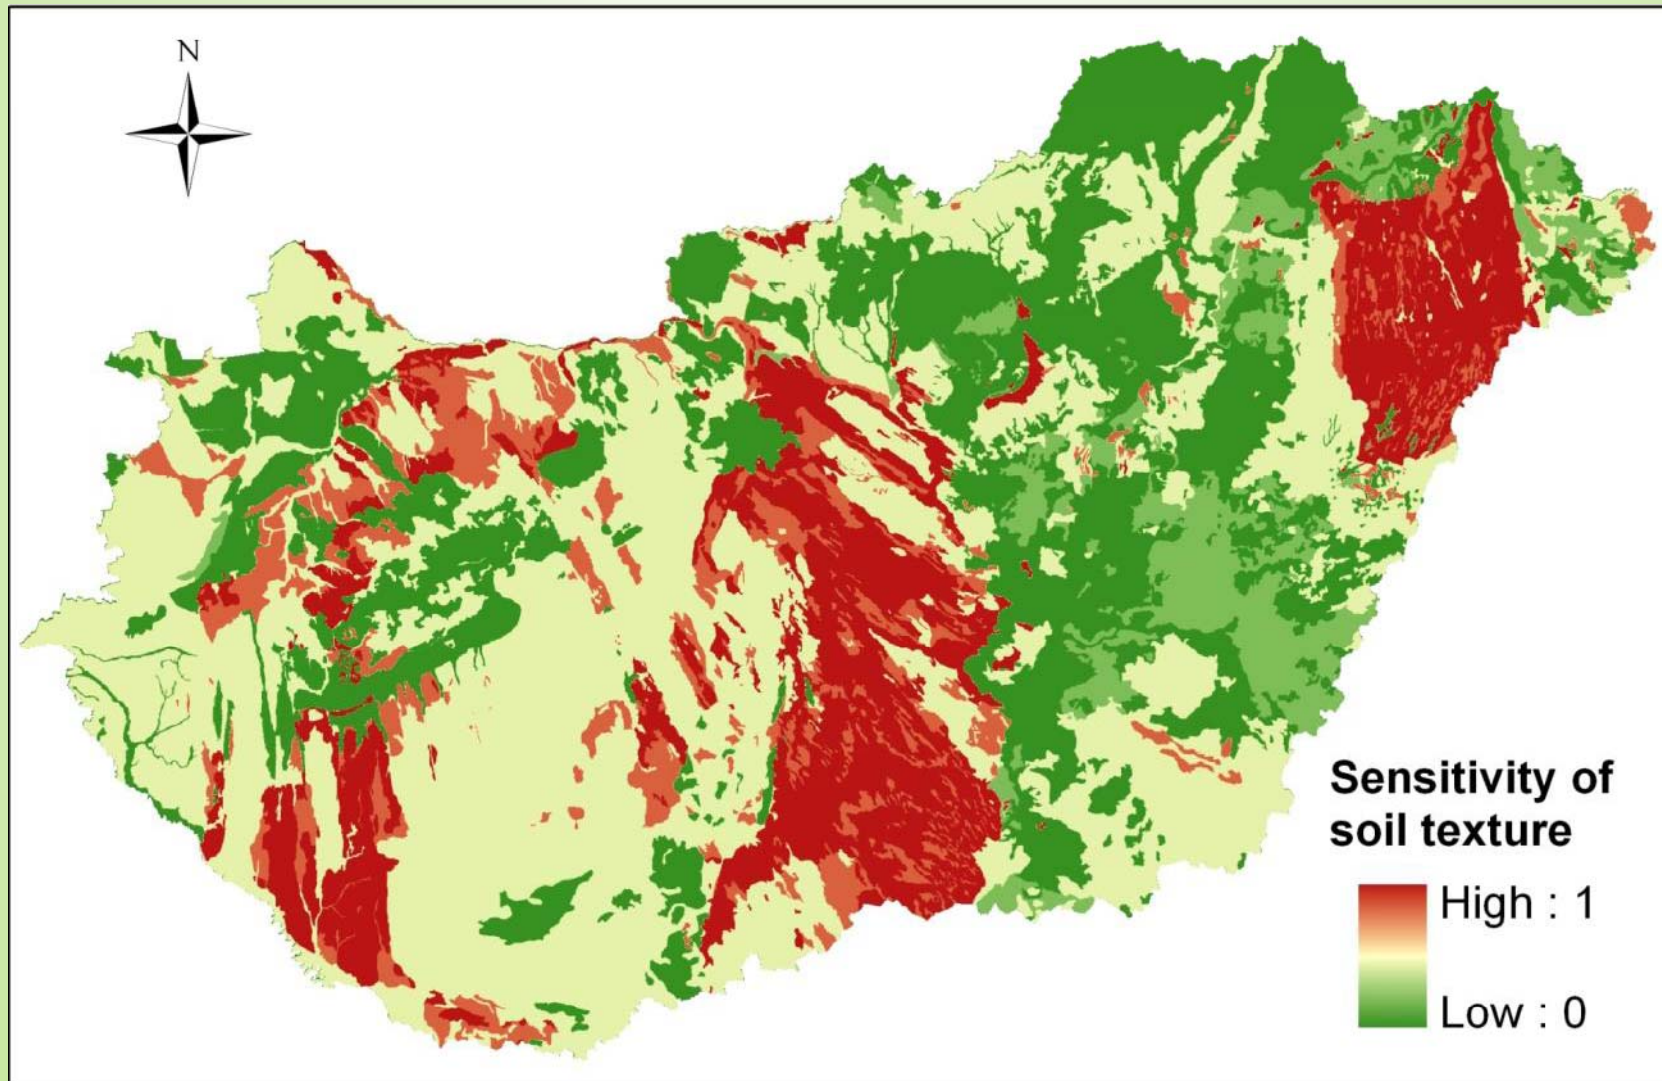 N
Sensitivity of
soil texture
High : 1
Low : 0